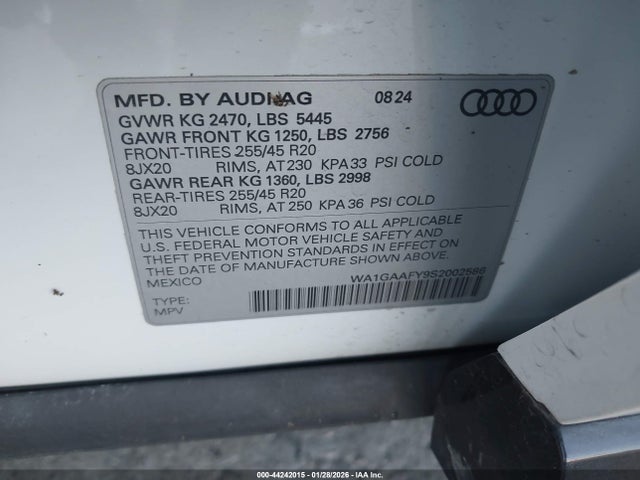 MFD. BY AUDI AG 08 24
GVWR KG 2470, LBS 5445
GAWR FRONT KG 1250, LBS 2756
FRONT-TIRES 255/45 R20
8JX20 RIMS, AT 230 KPA 33 PSI COLD
GAWR REAR KG 1360, LBS 2998
REAR-TIRES 255/45 R20
8JX20 RIMS, AT 250 KPA 36 PSI COLD
THIS VEHICLE CONFORMS TO ALL APPLICABLE
U.S. FEDERAL MOTOR VEHICLE SAFETY AND
THEFT PREVENTION STANDARDS IN EFFECT ON
THE DATE OF MANUFACTURE SHOWN ABOVE.
MEXICO
WA1GAAFY9S2002586
TYPE:
MPV
000-44242015 | 01/28/2026 | IAA Inc.